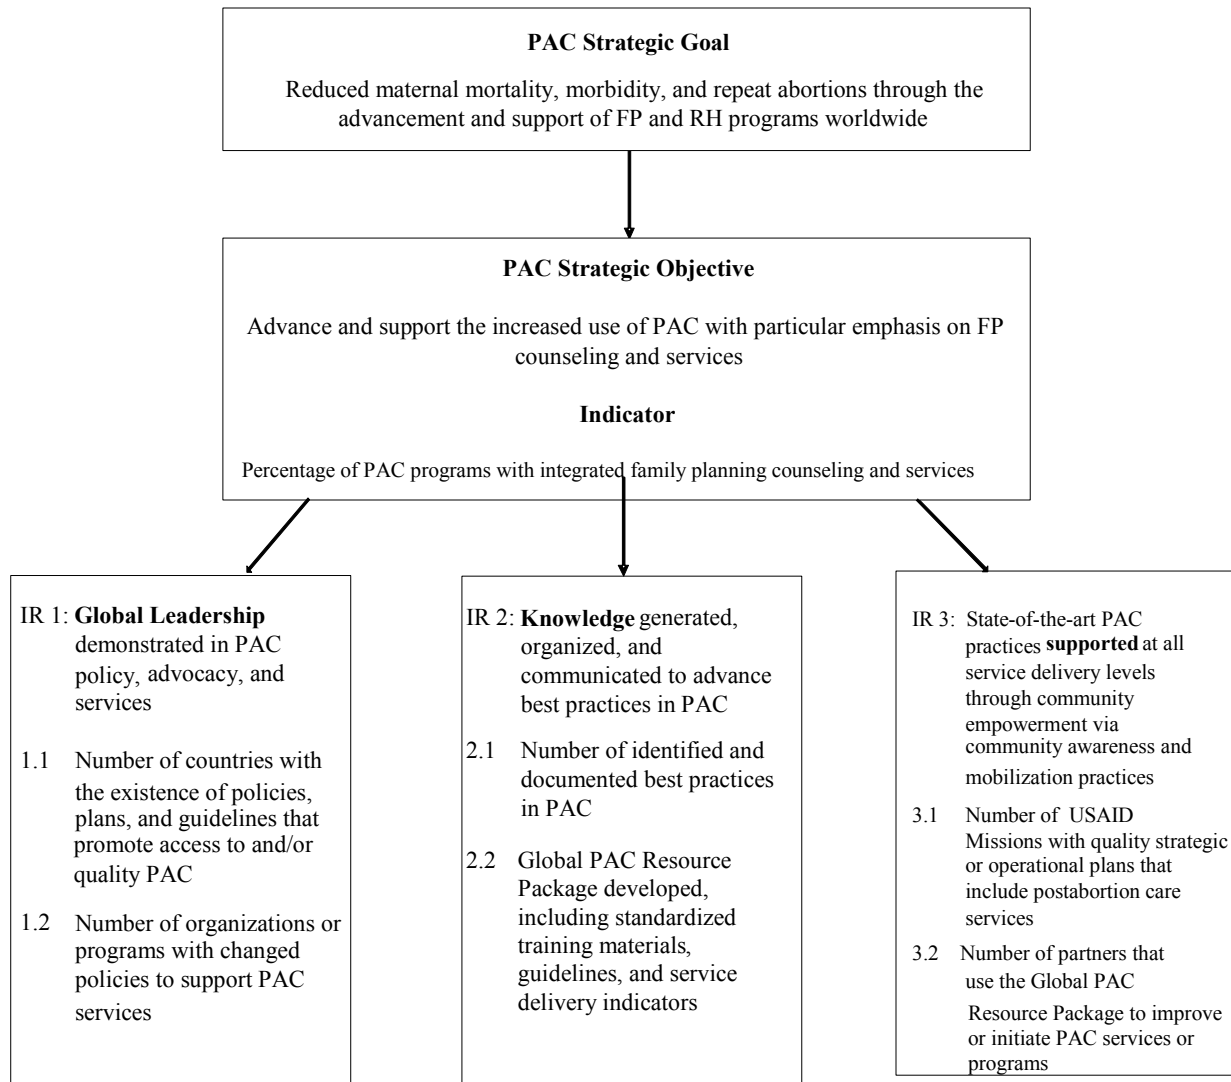 PAC Strategic Goal
Reduced maternal mortality, morbidity, and repeat abortions through the
advancement and support of FP and RH programs worldwide
PAC Strategic Objective
Advance and support the increased use of PAC with particular emphasis on FP
counseling and services
Indicator
Percentage of PAC programs with integrated family planning counseling and services
IR 1: Global Leadership
demonstrated in PAC
policy, advocacy, and
services
1.1 Number of countries with
the existence of policies,
plans, and guidelines that
promote access to and/or
quality PAC
1.2 Number of organizations or
programs with changed
policies to support PAC
services
IR 2: Knowledge generated,
organized, and
communicated to advance
best practices in PAC
2.1 Number of identified and
documented best practices
in PAC
2.2 Global PAC Resource
Package developed,
including standardized
training materials,
guidelines, and service
delivery indicators
IR 3: State-of-the-art PAC
practices supported at all
service delivery levels
through community
empowerment via
community awareness and
mobilization practices
3.1 Number of USAID
Missions with quality strategic
or operational plans that
include postabortion care
services
3.2 Number of partners that
use the Global PAC
Resource Package to improve
or initiate PAC services or
programs